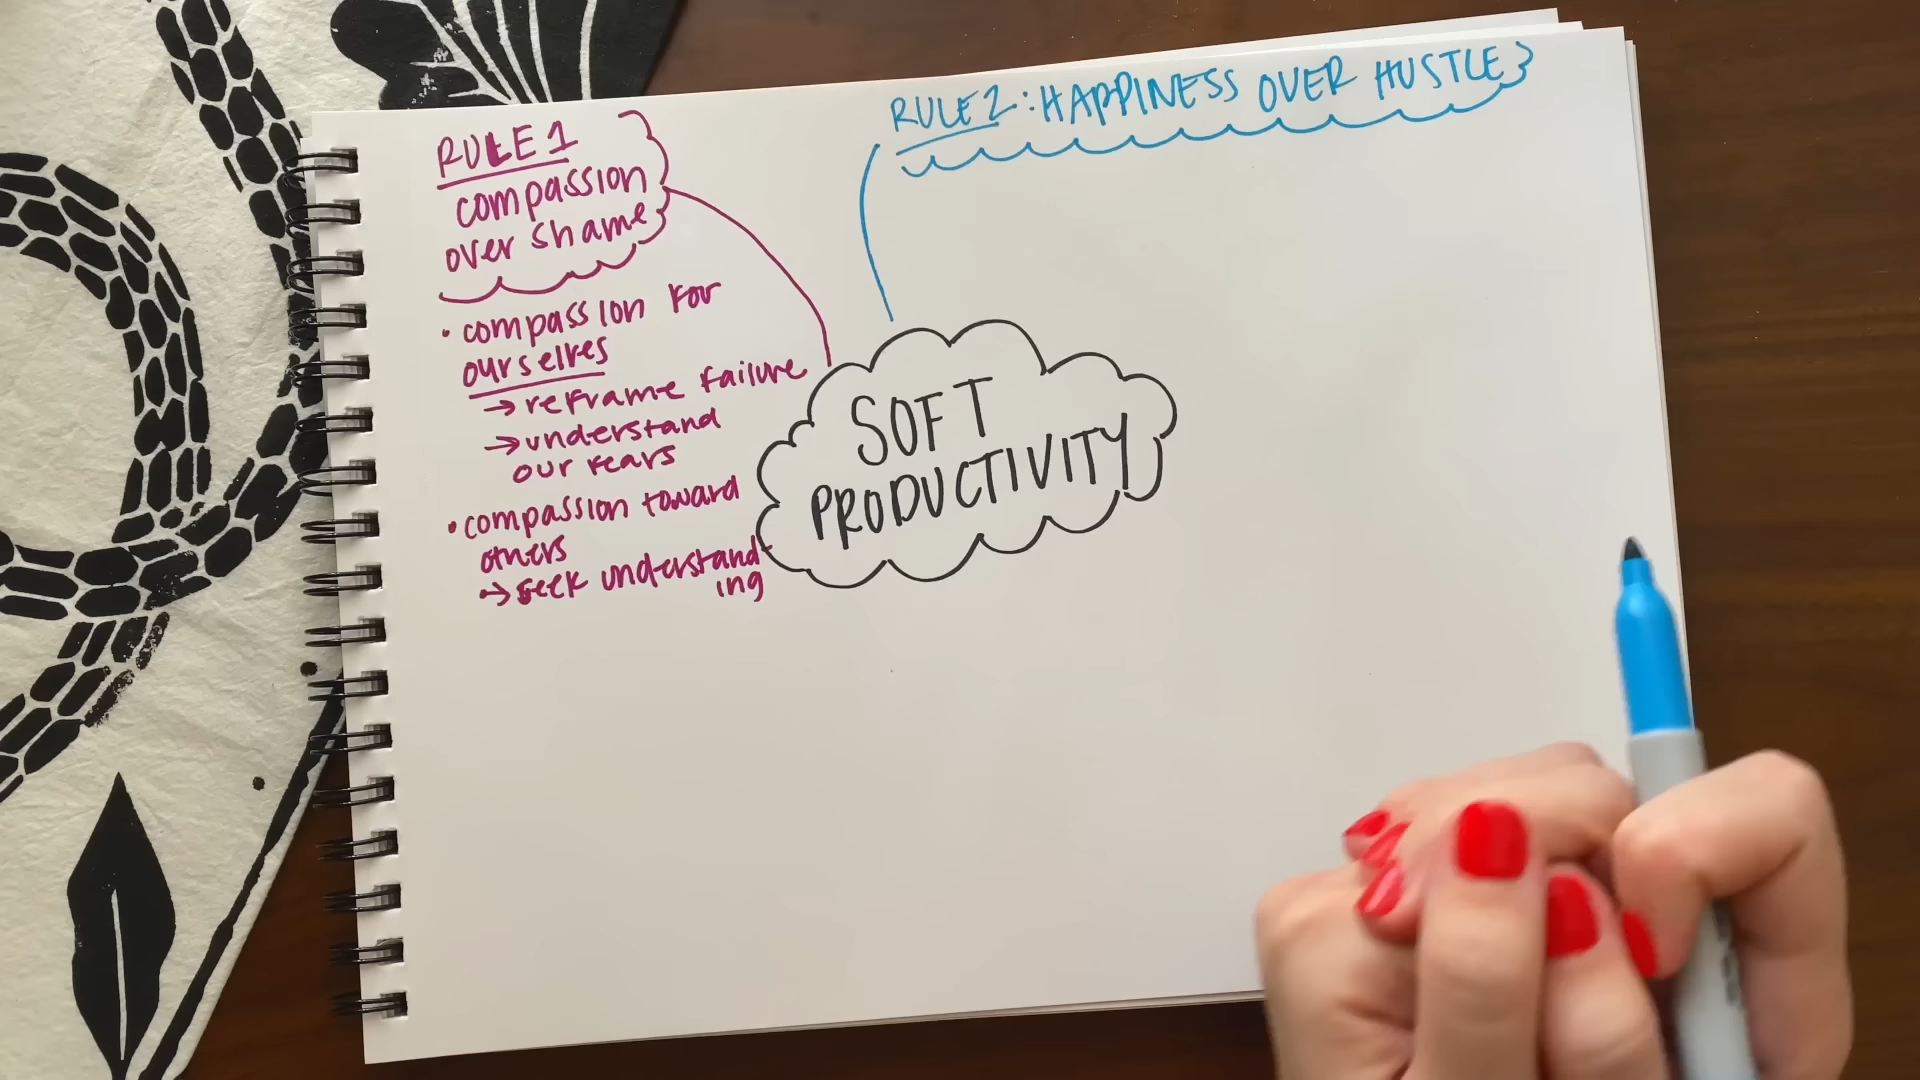 RULE 1
compassion
over shame
• compassion for
ourselves
→ reframe failure
→ understand
our fears
• compassion toward
others
→ seek understand-
ing
RULE 2: HAPPINESS OVER HUSTLE
SOFT
PRODUCTIVITY